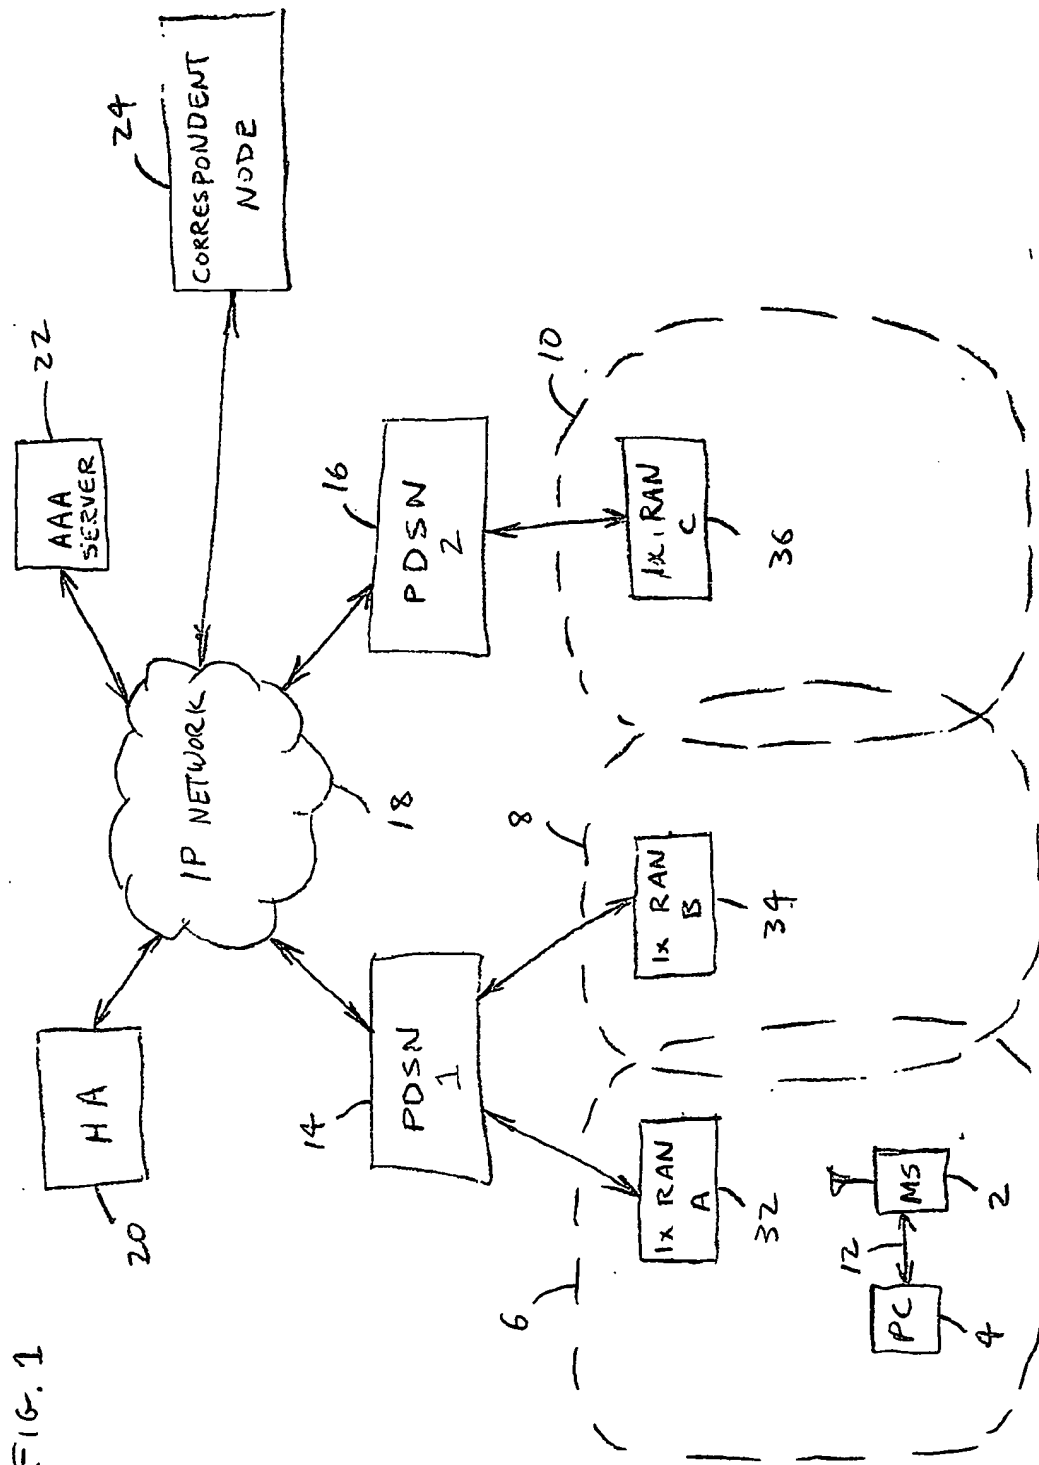 FIG. 1
20
HA
AAA
SERVER
22
IP NETWORK
18
CORRESPONDENT
NODE
24
14
PDSN
1
16
PDSN
2
6
8
10
1x RAN
A
32
1x RAN
B
34
1x RAN
C
36
PC
4
12
MS
2